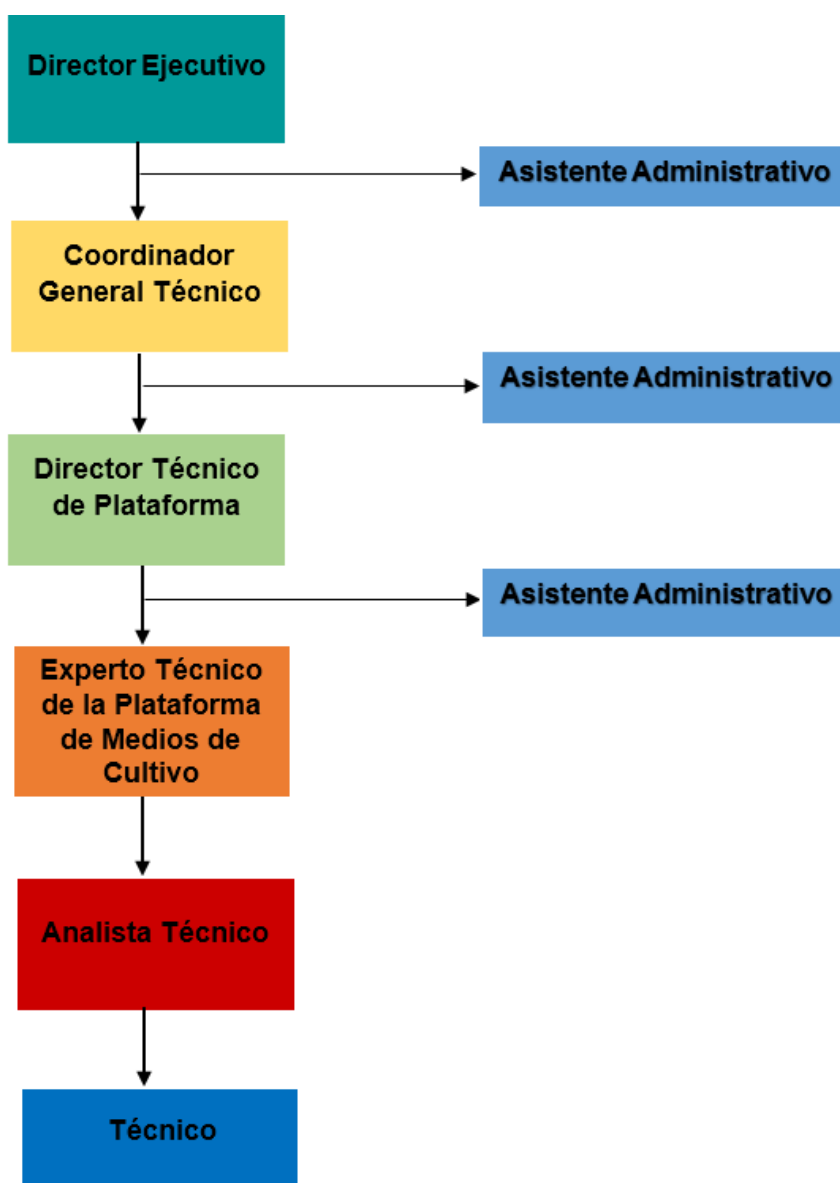 Director Ejecutivo
Asistente Administrativo
Coordinador
General Técnico
Asistente Administrativo
Director Técnico
de Plataforma
Asistente Administrativo
Experto Técnico
de la Plataforma
de Medios de
Cultivo
Analista Técnico
Técnico